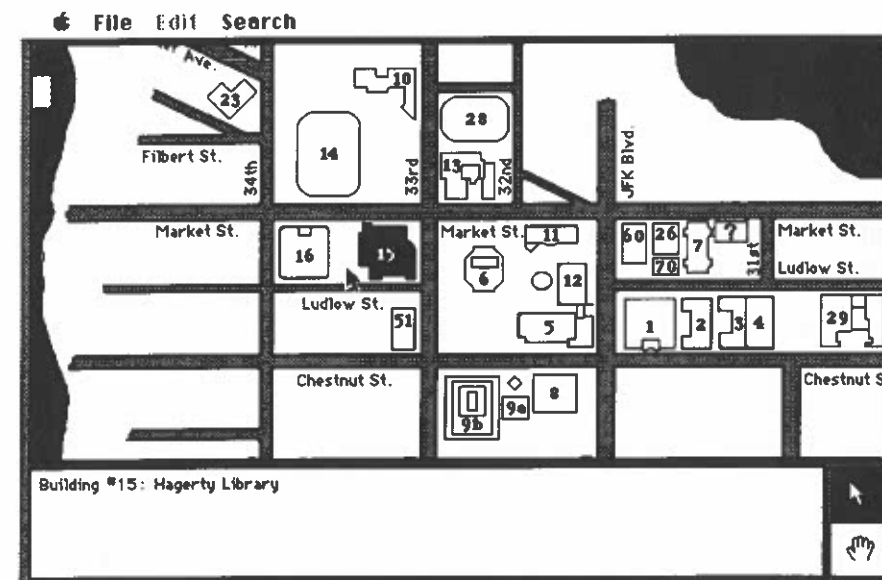 File Edit Search
Ave.
23
10
14
28
13
Filbert St.
34th
33rd
32nd
JFK Blvd.
Market St.
16
15
Market St.
11
6
12
60
26
70
7
?
31st
Market St.
Ludlow St.
Ludlow St.
51
5
1
2
3
4
29
Chestnut St.
9b
9a
8
Chestnut S
Building #15: Hagerty Library